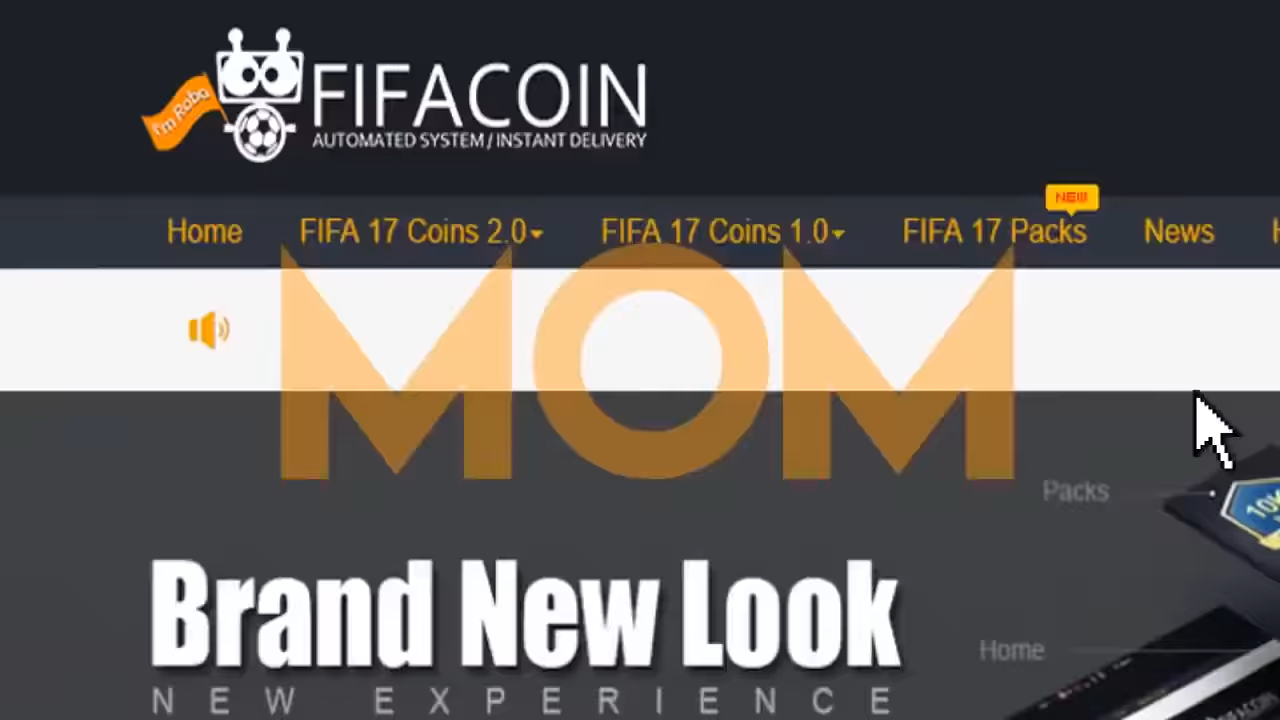 I'm Robo
FIFACOIN
AUTOMATED SYSTEM / INSTANT DELIVERY
NEW
Home FIFA 17 Coins 2.0 FIFA 17 Coins 1.0 FIFA 17 Packs News
MOM
Packs
10K
Brand New Look
Home
NEW EXPERIENCE